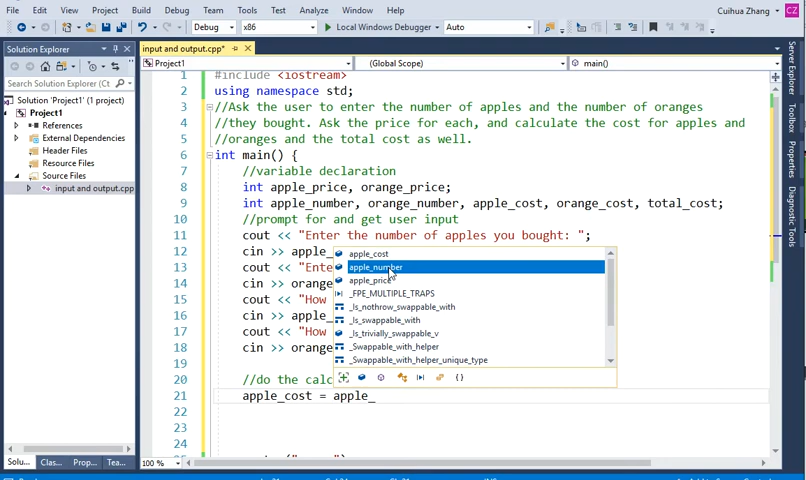 File Edit View Project Build Debug Team Tools Test Analyze Window Help
Cuihua Zhang CZ
Debug x86 Local Windows Debugger Auto
Solution Explorer
input and output.cpp*
Project1 (Global Scope) main()
Search Solution Explorer
Solution 'Project1' (1 project)
Project1
References
External Dependencies
Header Files
Resource Files
Source Files
input and output.cpp
1 #include <iostream>
2 using namespace std;
3 //Ask the user to enter the number of apples and the number of oranges
4 //they bought. Ask the price for each, and calculate the cost for apples and
5 //oranges and the total cost as well.
6 int main() {
7 //variable declaration
8 int apple_price, orange_price;
9 int apple_number, orange_number, apple_cost, orange_cost, total_cost;
10 //prompt for and get user input
11 cout << "Enter the number of apples you bought: ";
12 cin >> apple_
13 cout << "Ente
14 cin >> orange
15 cout << "How
16 cin >> apple_
17 cout << "How
18 cin >> orange
19
20 //do the calc
21 apple_cost = apple_
22
23
24
apple_cost
apple_number
apple_price
_FPE_MULTIPLE_TRAPS
_Is_nothrow_swappable_with
_Is_swappable_with
_Is_trivially_swappable_v
_Swappable_with_helper
_Swappable_with_helper_unique_type
{}
Server Explorer
Toolbox
Properties
Diagnostic Tools
Solu... Clas... Prop... Tea...
100 %